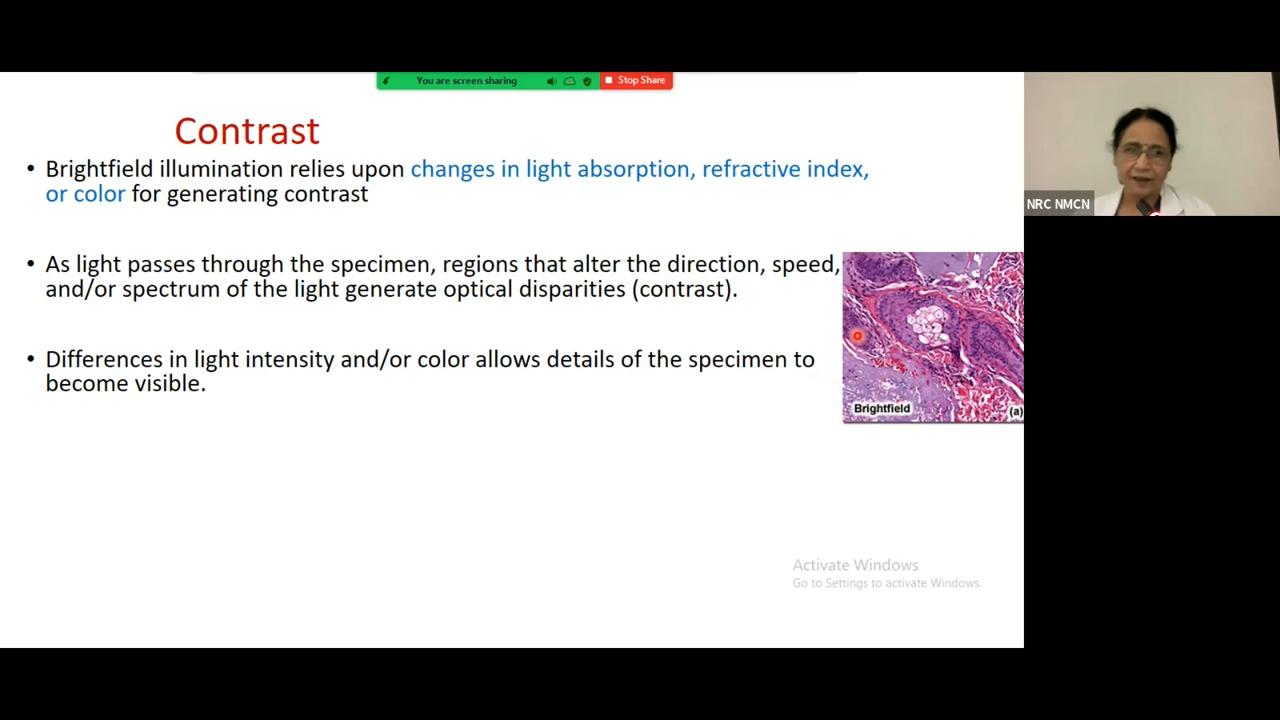 You are screen sharing
Stop Share
Contrast
• Brightfield illumination relies upon changes in light absorption, refractive index,
or color for generating contrast
• As light passes through the specimen, regions that alter the direction, speed,
and/or spectrum of the light generate optical disparities (contrast).
• Differences in light intensity and/or color allows details of the specimen to
become visible.
Brightfield
(a)
Activate Windows
Go to Settings to activate Windows.
NRC NMCN